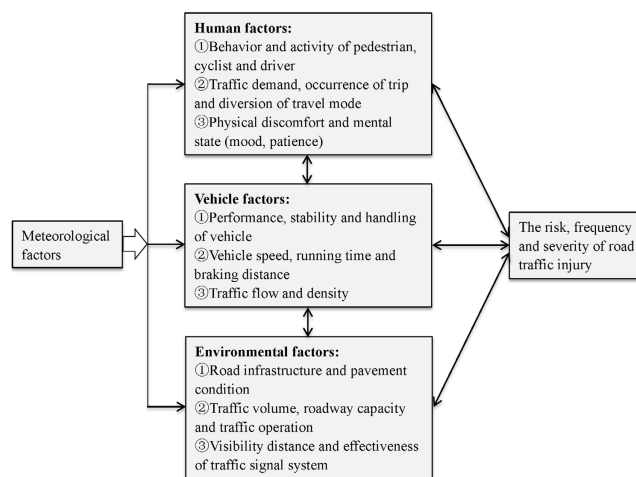 Human factors:
①Behavior and activity of pedestrian,
cyclist and driver
②Traffic demand, occurrence of trip
and diversion of travel mode
③Physical discomfort and mental
state (mood, patience)
Meteorological
factors
Vehicle factors:
①Performance, stability and handling
of vehicle
②Vehicle speed, running time and
braking distance
③Traffic flow and density
The risk, frequency
and severity of road
traffic injury
Environmental factors:
①Road infrastructure and pavement
condition
②Traffic volume, roadway capacity
and traffic operation
③Visibility distance and effectiveness
of traffic signal system